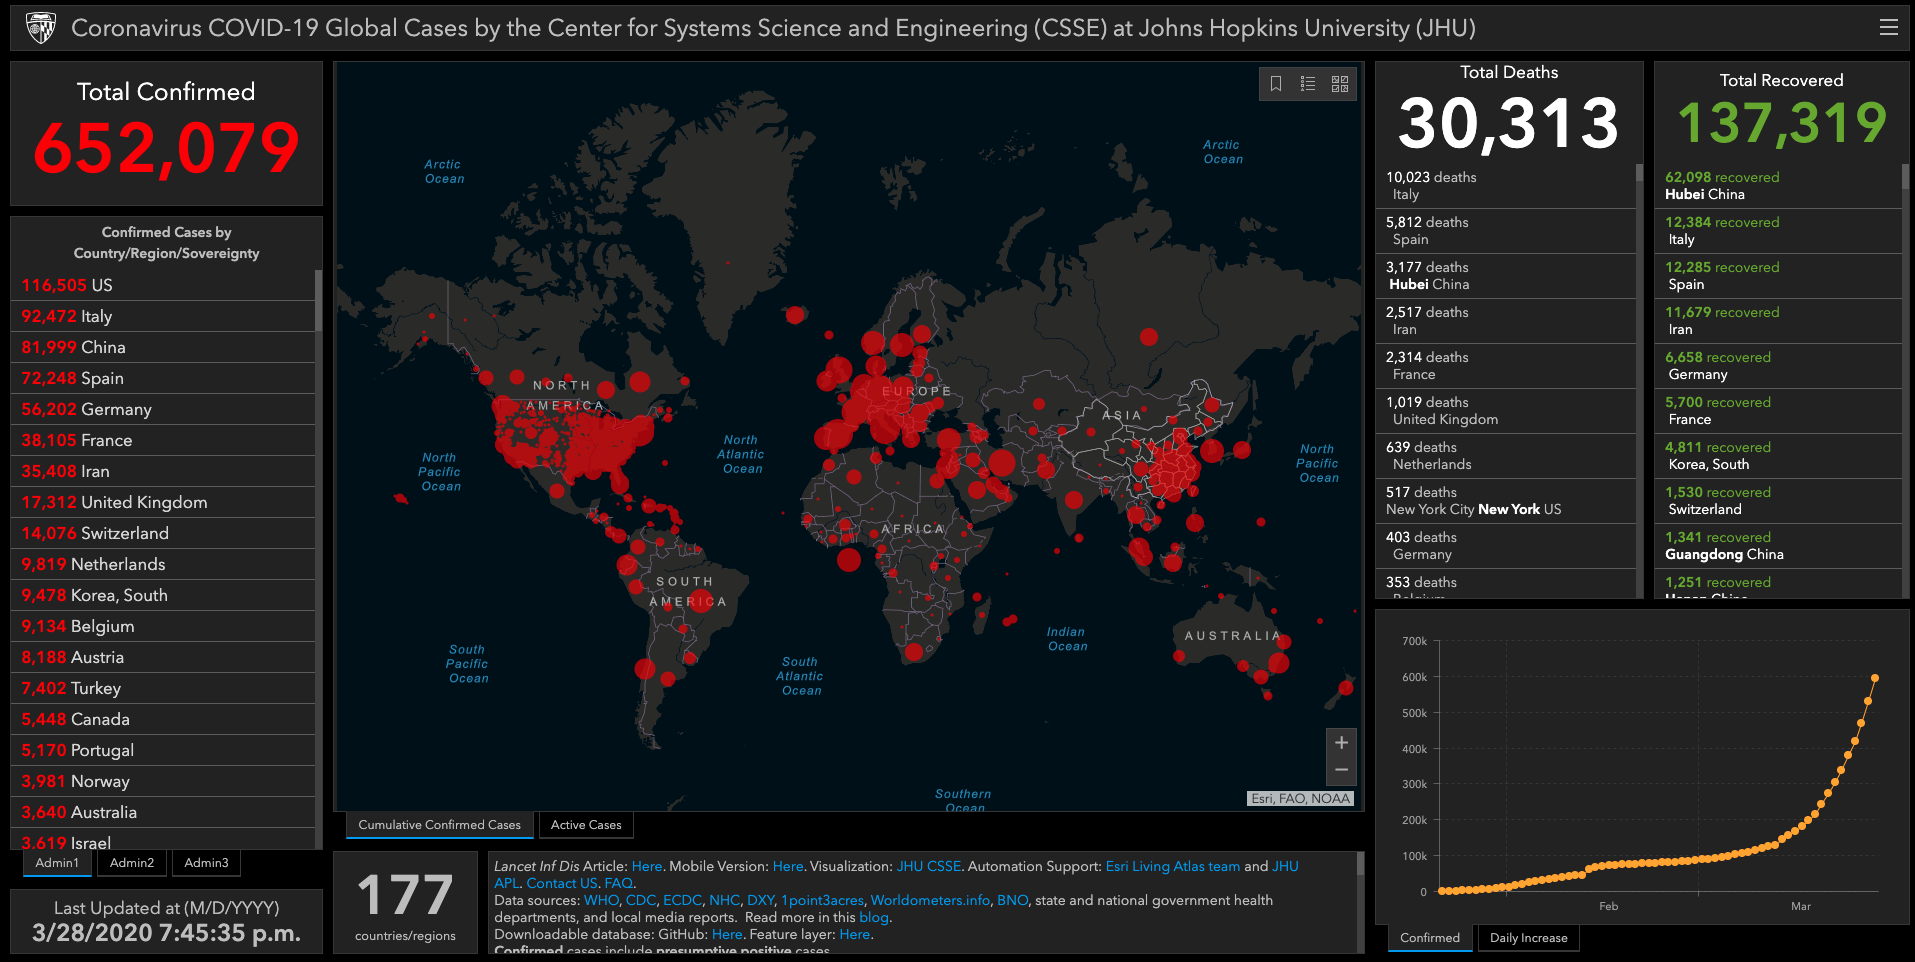 Coronavirus COVID-19 Global Cases by the Center for Systems Science and Engineering (CSSE) at Johns Hopkins University (JHU)
Total Confirmed
652,079
Confirmed Cases by
Country/Region/Sovereignty
116,505 US
92,472 Italy
81,999 China
72,248 Spain
56,202 Germany
38,105 France
35,408 Iran
17,312 United Kingdom
14,076 Switzerland
9,819 Netherlands
9,478 Korea, South
9,134 Belgium
8,188 Austria
7,402 Turkey
5,448 Canada
5,170 Portugal
3,981 Norway
3,640 Australia
3,619 Israel
Admin1
Admin2
Admin3
Last Updated at (M/D/YYYY)
3/28/2020 7:45:35 p.m.
Arctic
Ocean
Arctic
Ocean
NORTH
AMERICA
EUROPE
ASIA
North
Pacific
Ocean
North
Atlantic
Ocean
North
Pacific
Ocean
AFRICA
SOUTH
AMERICA
AUSTRALIA
Indian
Ocean
South
Pacific
Ocean
South
Atlantic
Ocean
Southern
Ocean
+
−
Esri, FAO, NOAA
Cumulative Confirmed Cases
Active Cases
177
countries/regions
Lancet Inf Dis Article: Here. Mobile Version: Here. Visualization: JHU CSSE. Automation Support: Esri Living Atlas team and JHU
APL. Contact US. FAQ.
Data sources: WHO, CDC, ECDC, NHC, DXY, 1point3acres, Worldometers.info, BNO, state and national government health
departments, and local media reports. Read more in this blog.
Downloadable database: GitHub: Here. Feature layer: Here.
Confirmed cases include presumptive positive cases.
Total Deaths
30,313
10,023 deaths
Italy
5,812 deaths
Spain
3,177 deaths
Hubei China
2,517 deaths
Iran
2,314 deaths
France
1,019 deaths
United Kingdom
639 deaths
Netherlands
517 deaths
New York City New York US
403 deaths
Germany
353 deaths
Belgium
Total Recovered
137,319
62,098 recovered
Hubei China
12,384 recovered
Italy
12,285 recovered
Spain
11,679 recovered
Iran
6,658 recovered
Germany
5,700 recovered
France
4,811 recovered
Korea, South
1,530 recovered
Switzerland
1,341 recovered
Guangdong China
1,251 recovered
Henan China
700k
600k
500k
400k
300k
200k
100k
0
Feb
Mar
Confirmed
Daily Increase